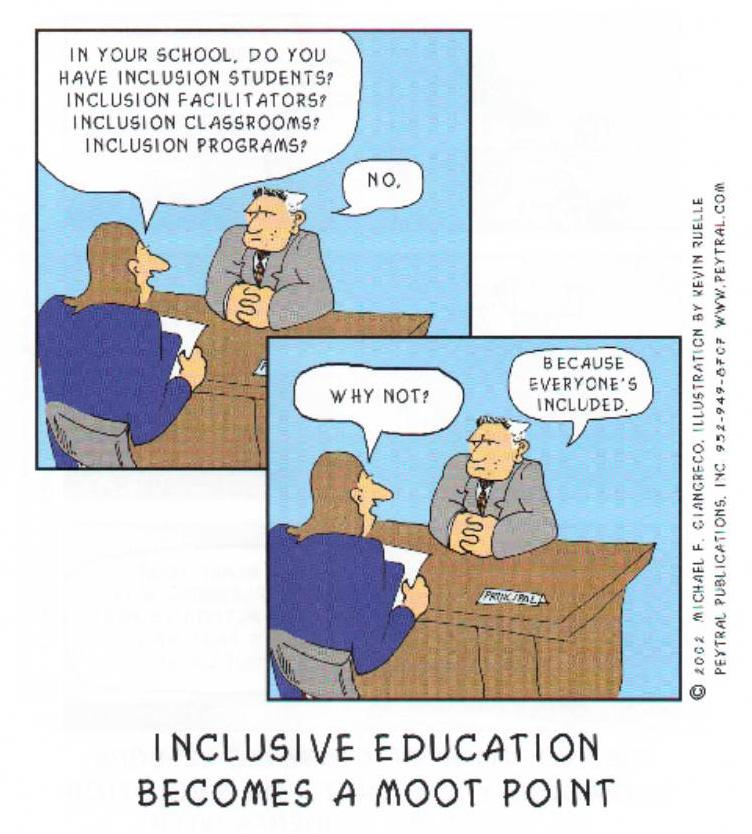 IN YOUR SCHOOL, DO YOU
HAVE INCLUSION STUDENTS?
INCLUSION FACILITATORS?
INCLUSION CLASSROOMS?
INCLUSION PROGRAMS?
NO.
WHY NOT?
BECAUSE
EVERYONE'S
INCLUDED.
PRINCIPAL
© 2002 MICHAEL F. GIANGRECO, ILLUSTRATION BY KEVIN RUELLE
PEYTRAL PUBLICATIONS, INC. 952-949-8707 WWW.PEYTRAL.COM
INCLUSIVE EDUCATION
BECOMES A MOOT POINT